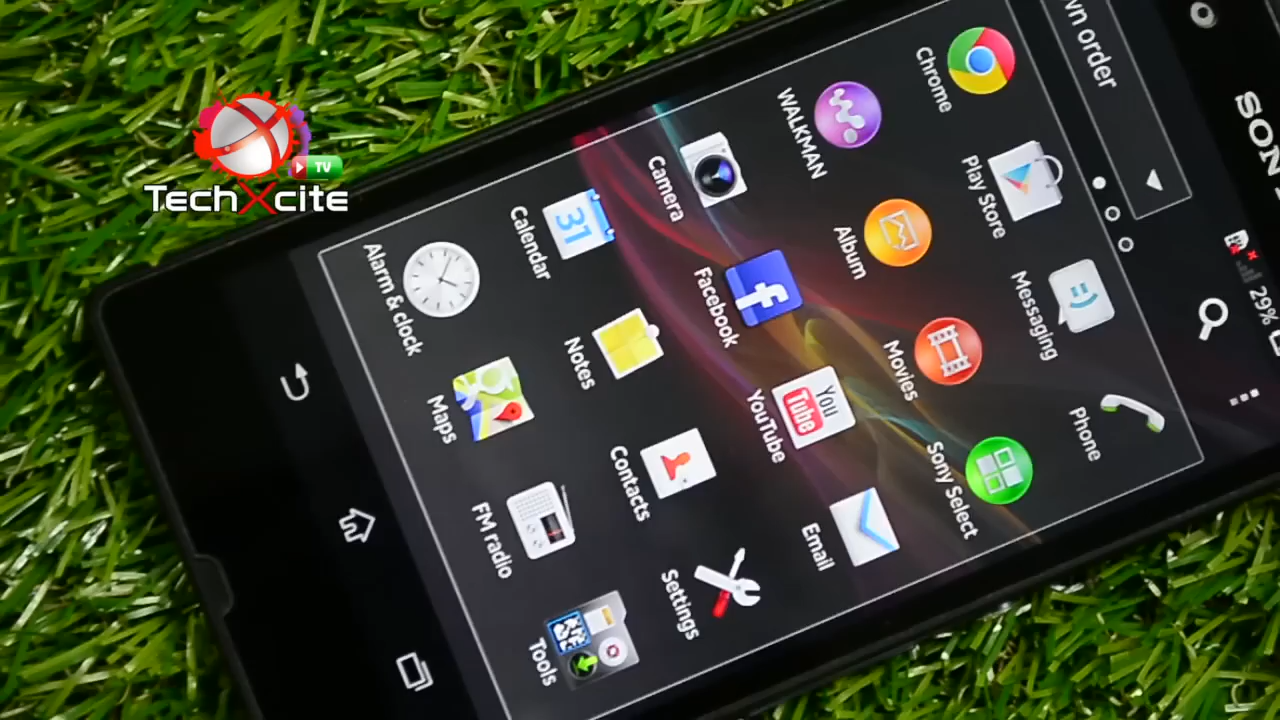 TechXcite
TV
SONY
29%
wn order
Chrome
Play Store
Messaging
Phone
WALKMAN
Album
Movies
Sony Select
Camera
Facebook
YouTube
You
Tube
Email
Calendar
31
Notes
Contacts
Settings
Alarm & clock
Maps
FM radio
Tools